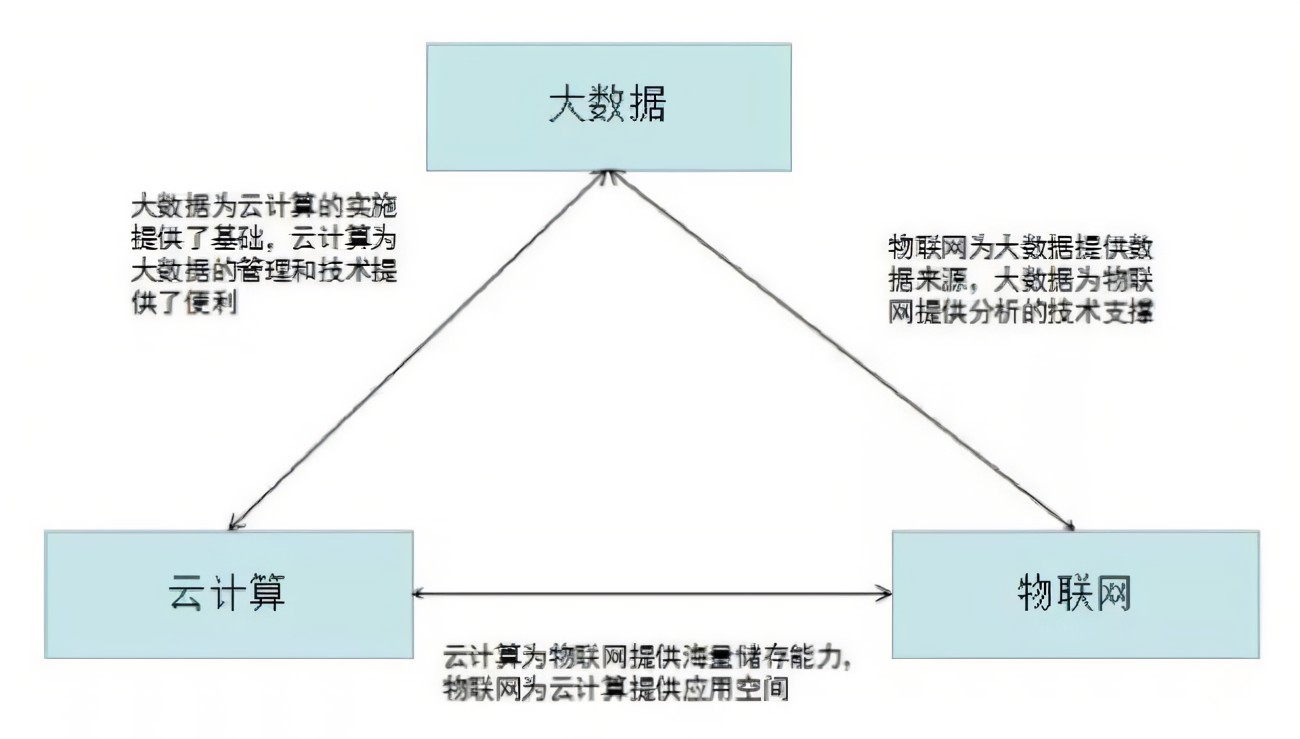 大数据
大数据为云计算的实施
提供了基础，云计算为
大数据的管理和技术提
供了便利
物联网为大数据提供数
据来源，大数据为物联
网提供分析的技术支撑
云计算
物联网
云计算为物联网提供海量储存能力，
物联网为云计算提供应用空间